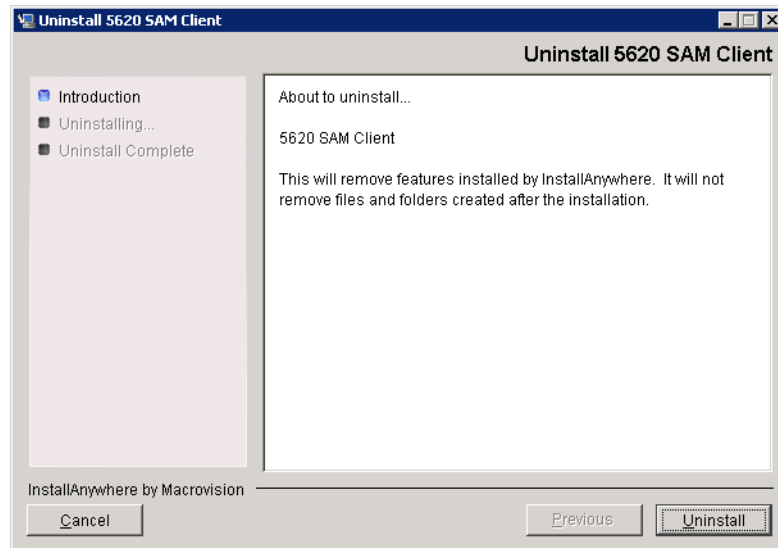 Uninstall 5620 SAM Client
Uninstall 5620 SAM Client
Introduction
Uninstalling...
Uninstall Complete
About to uninstall...
5620 SAM Client
This will remove features installed by InstallAnywhere. It will not
remove files and folders created after the installation.
InstallAnywhere by Macrovision
Cancel
Previous
Uninstall